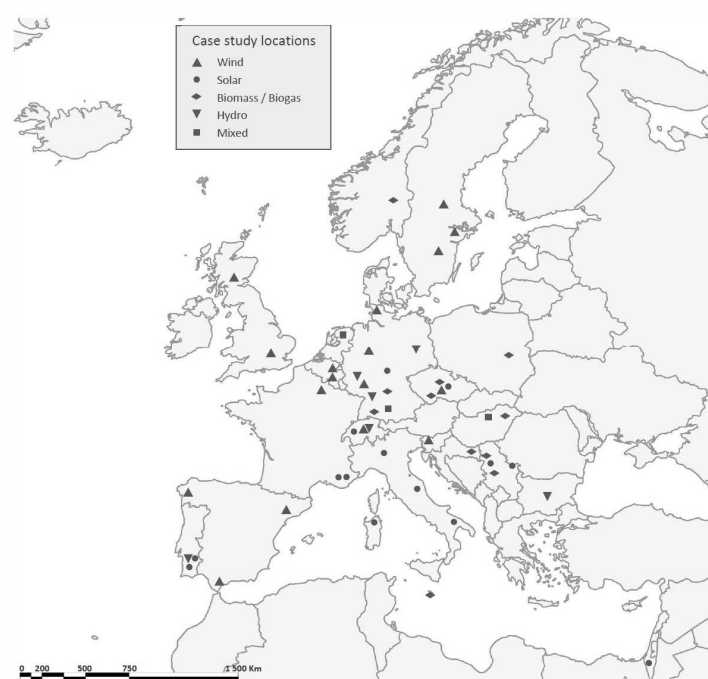 Case study locations
Wind
Solar
Biomass / Biogas
Hydro
Mixed
0 200 500 750 1 500 Km